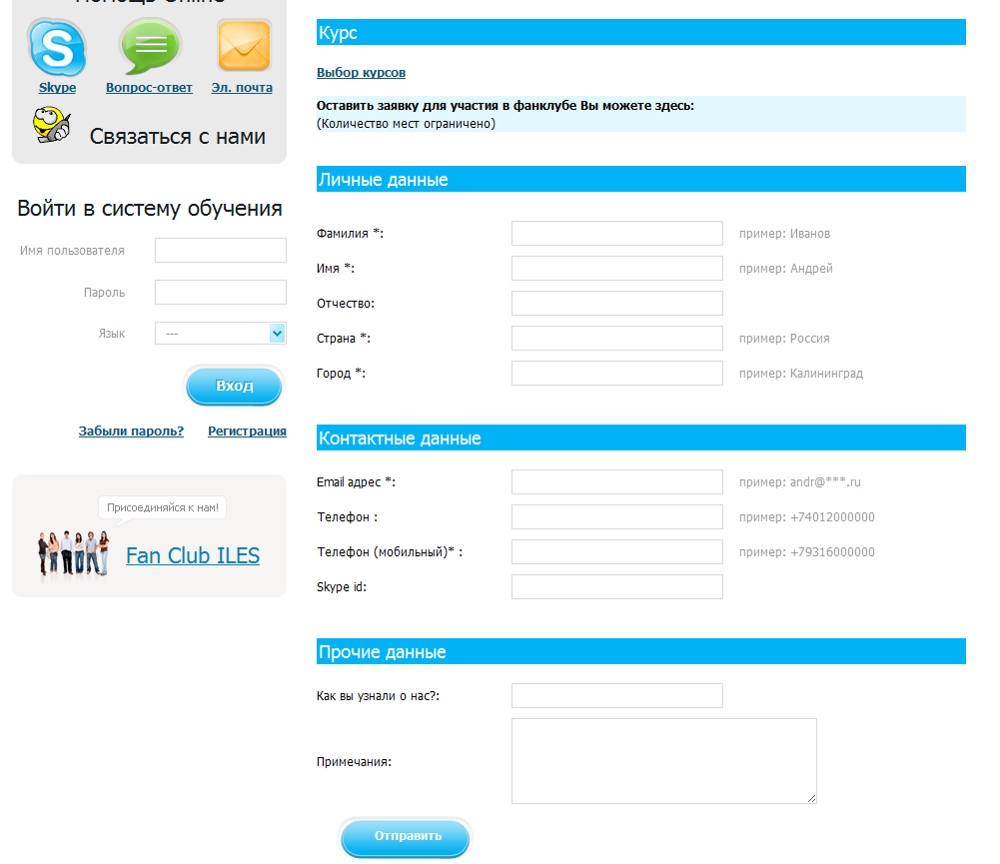 Помощь Online
Skype
Вопрос-ответ
Эл. почта
Связаться с нами
Войти в систему обучения
Имя пользователя
Пароль
Язык
---
Вход
Забыли пароль?
Регистрация
Присоединяйся к нам!
Fan Club ILES
Курс
Выбор курсов
Оставить заявку для участия в фанклубе Вы можете здесь:
(Количество мест ограничено)
Личные данные
Фамилия *: пример: Иванов
Имя *: пример: Андрей
Отчество:
Страна *: пример: Россия
Город *: пример: Калининград
Контактные данные
Email адрес *: пример: andr@***.ru
Телефон : пример: +74012000000
Телефон (мобильный)* : пример: +79316000000
Skype id:
Прочие данные
Как вы узнали о нас?:
Примечания:
Отправить